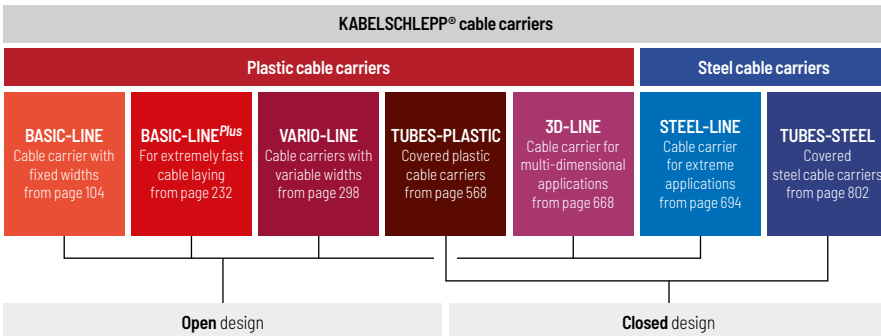 KABELSCHLEPP® cable carriers
Plastic cable carriers
Steel cable carriers
BASIC-LINE
Cable carrier with
fixed widths
from page 104
BASIC-LINEPlus
For extremely fast
cable laying
from page 232
VARIO-LINE
Cable carriers with
variable widths
from page 298
TUBES-PLASTIC
Covered plastic
cable carriers
from page 568
3D-LINE
Cable carrier for
multi-dimensional
applications
from page 668
STEEL-LINE
Cable carrier
for extreme
applications
from page 694
TUBES-STEEL
Covered
steel cable carriers
from page 802
Open design
Closed design